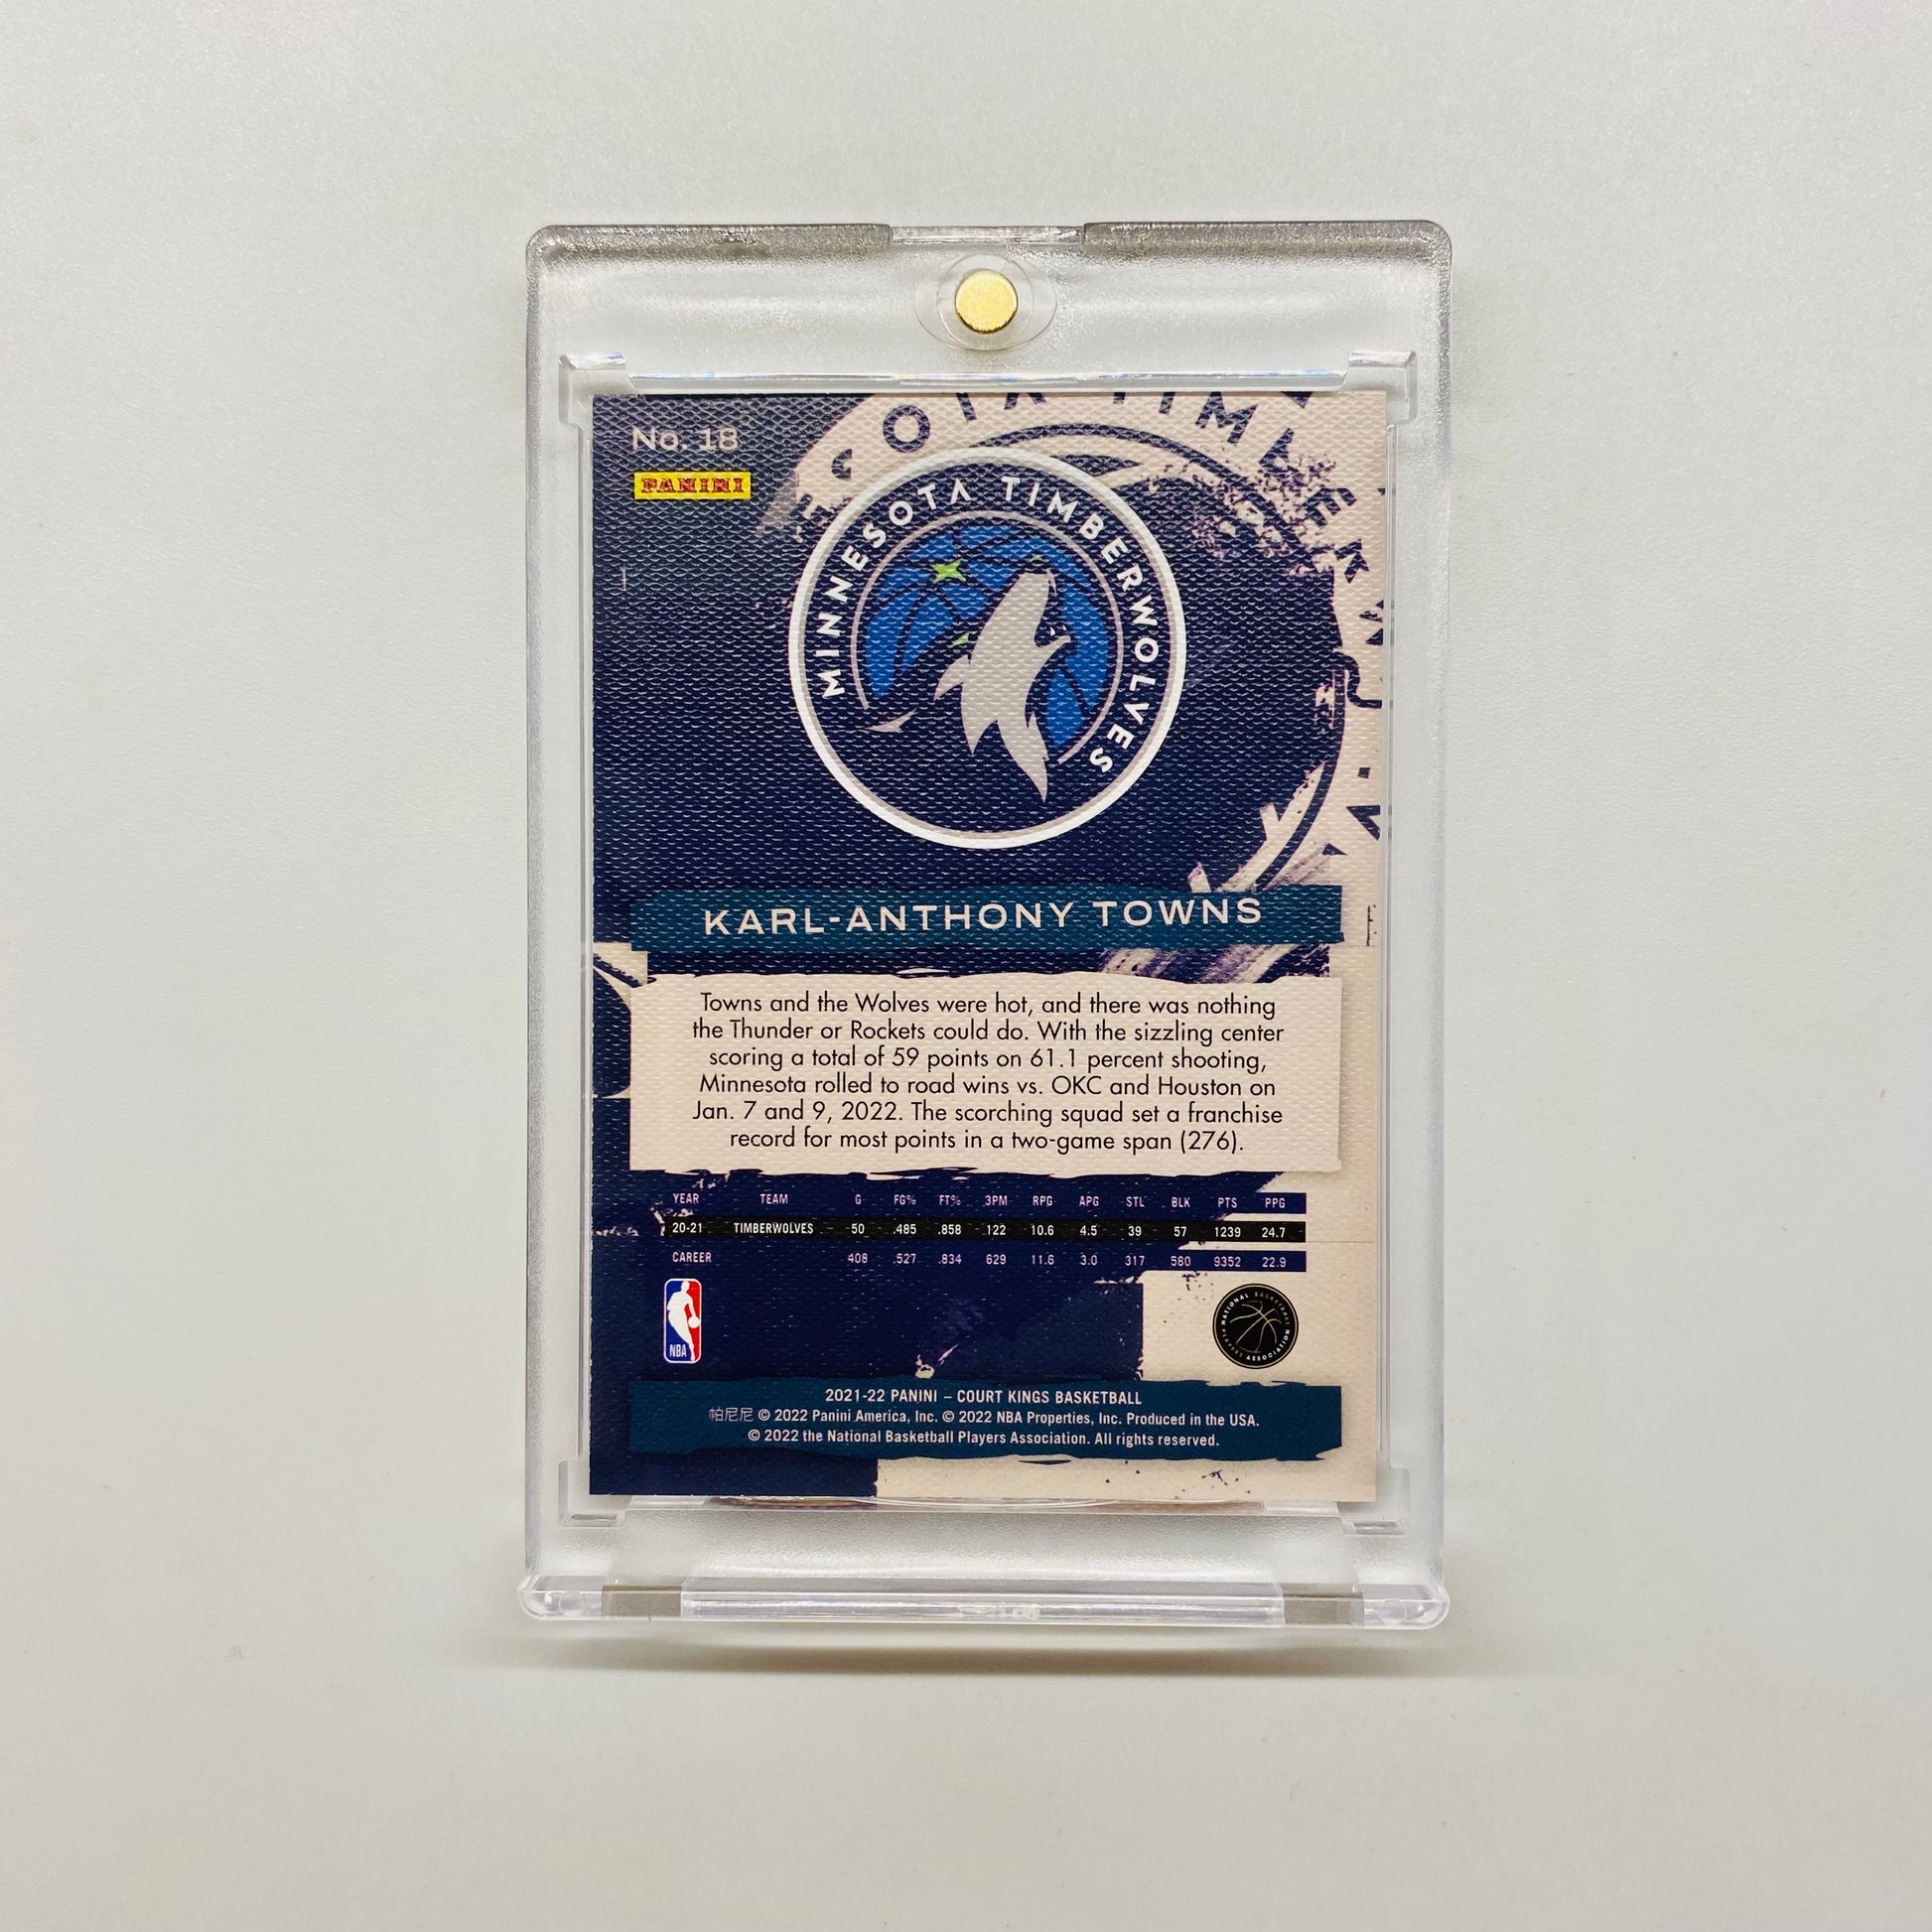 No. 18
PANINI
MINNESOTA TIMBERWOLVES
KARL-ANTHONY TOWNS
Towns and the Wolves were hot, and there was nothing
the Thunder or Rockets could do. With the sizzling center
scoring a total of 59 points on 61.1 percent shooting,
Minnesota rolled to road wins vs. OKC and Houston on
Jan. 7 and 9, 2022. The scorching squad set a franchise
record for most points in a two-game span (276).
YEAR TEAM G FG% FT% 3PM RPG APG STL BLK PTS PPG
20-21 TIMBERWOLVES 50 .485 .858 122 10.6 4.5 39 57 1239 24.7
CAREER 408 .527 .834 629 11.6 3.0 317 580 9352 22.9
NBA
NATIONAL BASKETBALL PLAYERS ASSOCIATION
2021-22 PANINI – COURT KINGS BASKETBALL
帕尼尼 © 2022 Panini America, Inc. © 2022 NBA Properties, Inc. Produced in the USA.
© 2022 the National Basketball Players Association. All rights reserved.